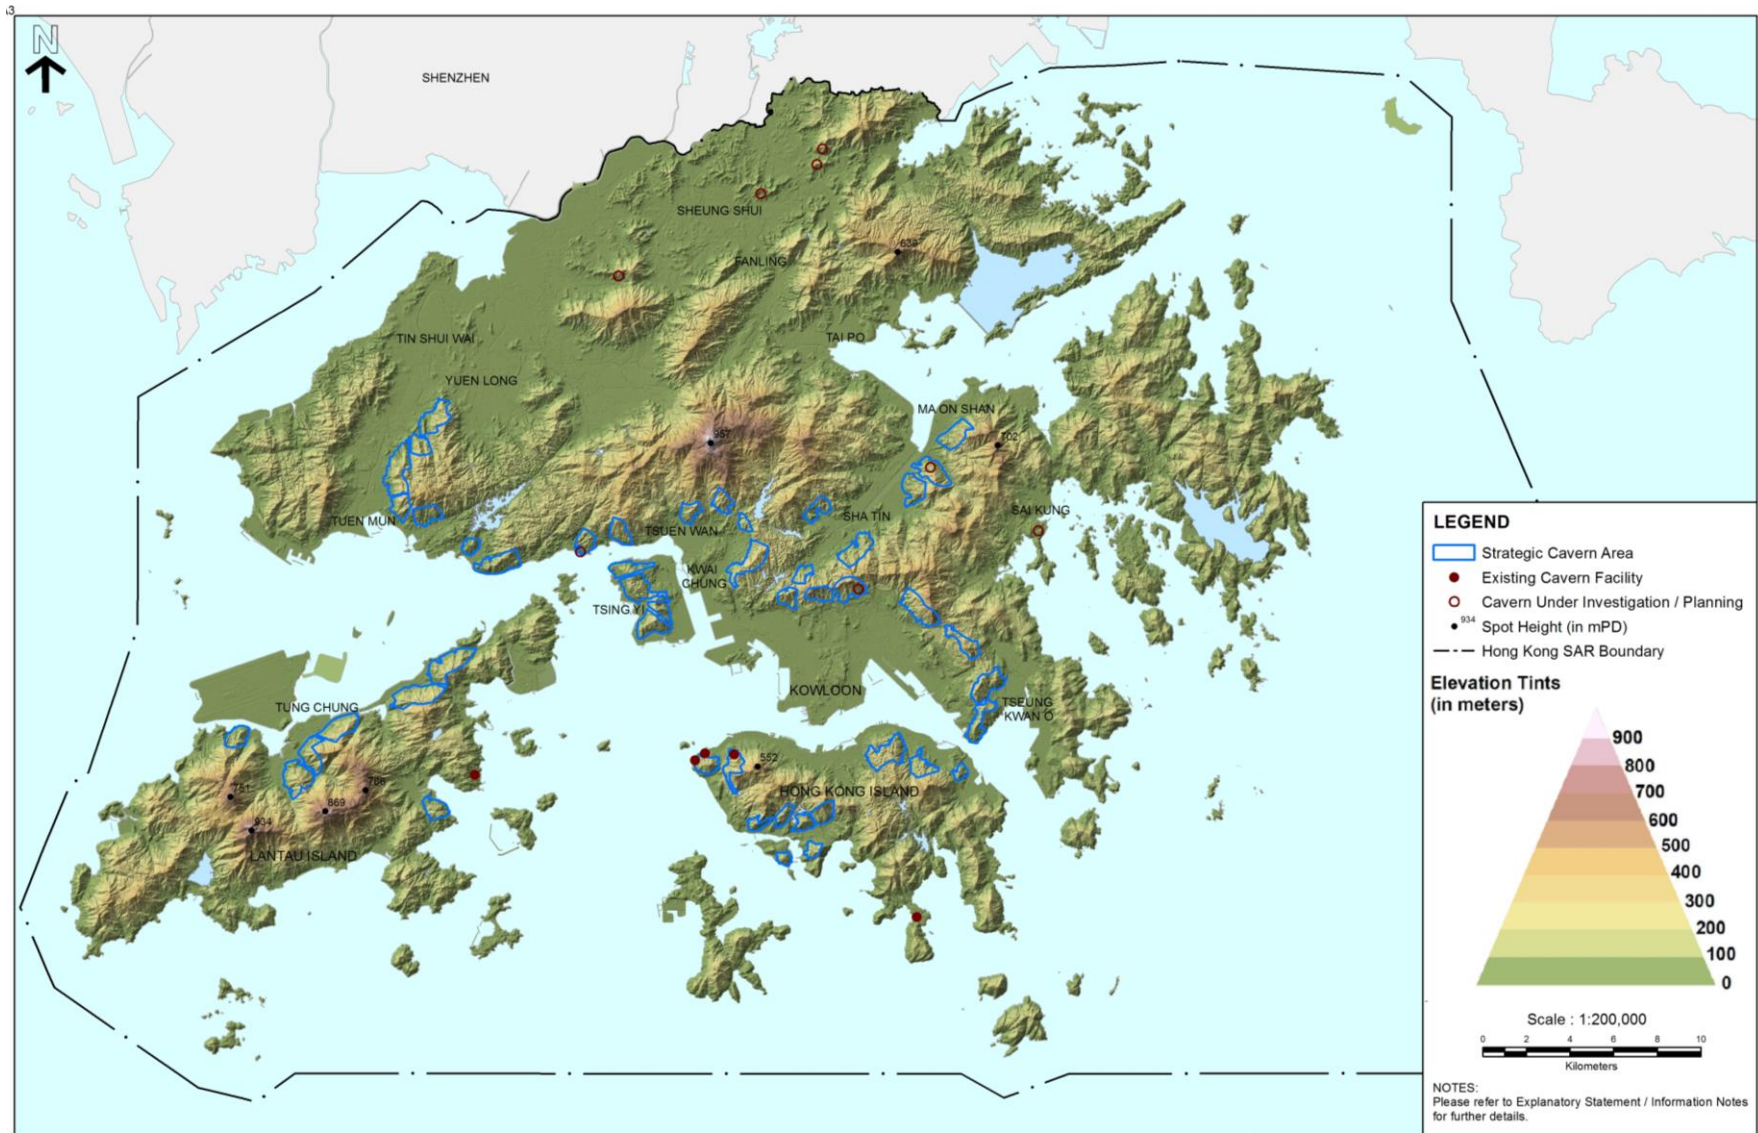 A3
N
SHENZHEN
SHEUNG SHUI
639
FANLING
TIN SHUI WAI
TAI PO
YUEN LONG
MA ON SHAN
957
702
TUEN MUN
TSUEN WAN
SHA TIN
SAI KUNG
KWAI
CHUNG
TSING YI
KOWLOON
TUNG CHUNG
TSEUNG
KWAN O
552
HONG KONG ISLAND
751
766
869
934
LANTAU ISLAND
LEGEND
Strategic Cavern Area
Existing Cavern Facility
Cavern Under Investigation / Planning
934 Spot Height (in mPD)
Hong Kong SAR Boundary
Elevation Tints
(in meters)
900
800
700
600
500
400
300
200
100
0
Scale : 1:200,000
0 2 4 6 8 10
Kilometers
NOTES:
Please refer to Explanatory Statement / Information Notes
for further details.